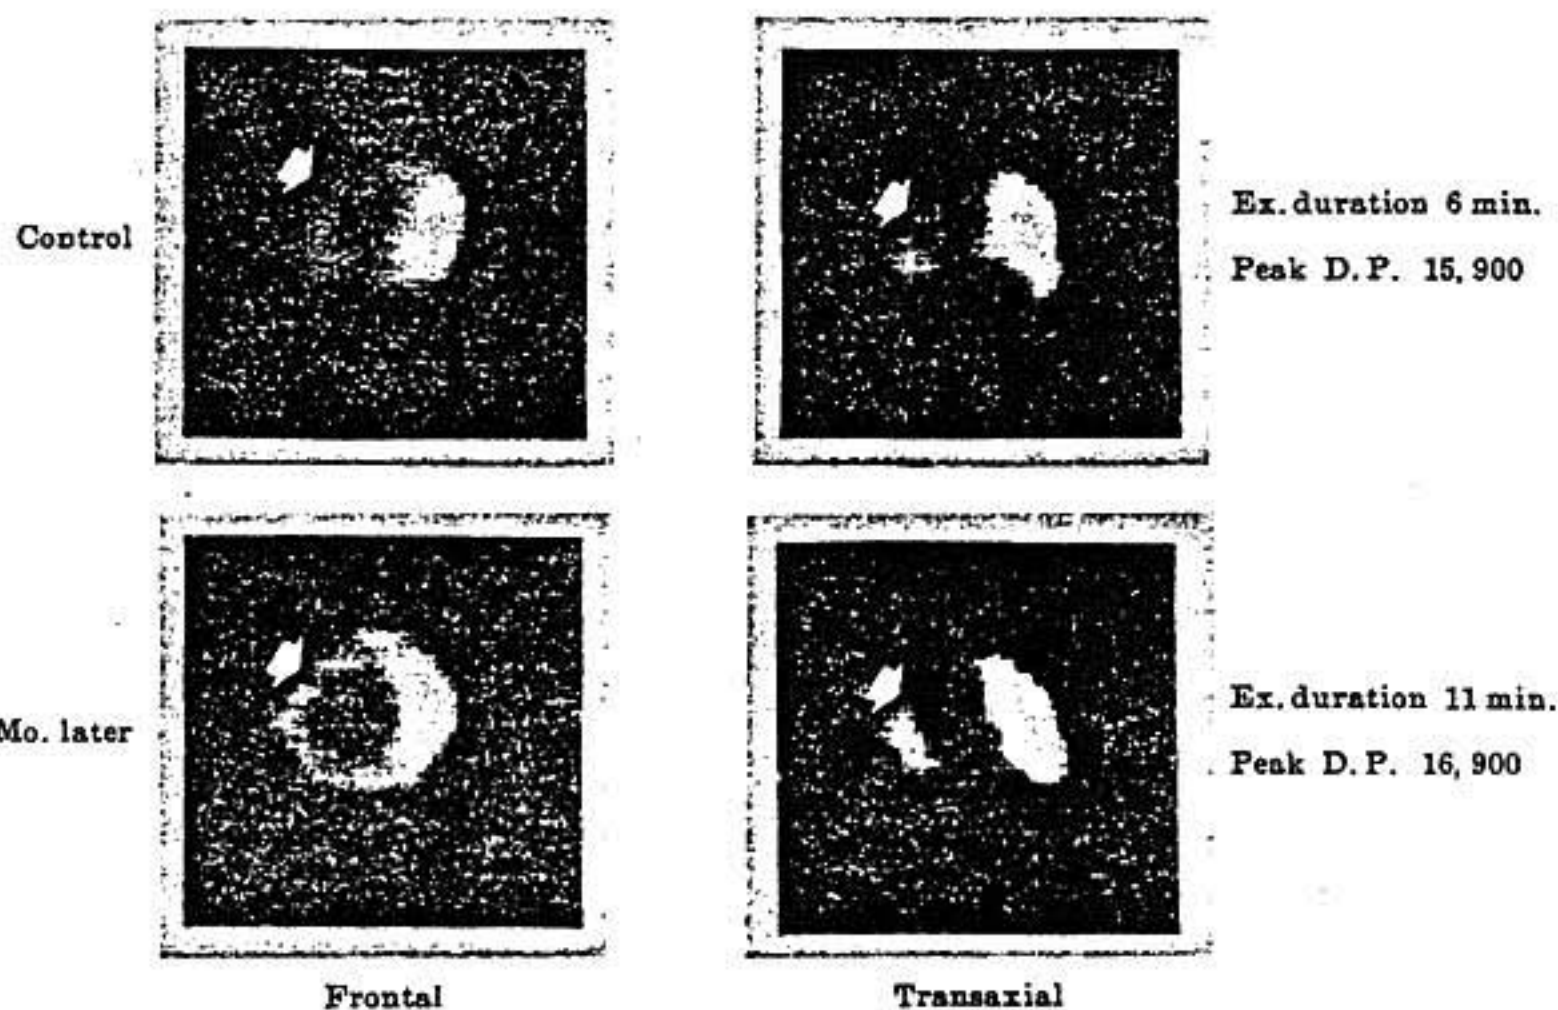 Control
Ex. duration 6 min.
Peak D. P. 15, 900
Mo. later
Ex. duration 11 min.
Peak D. P. 16, 900
Frontal
Transaxial